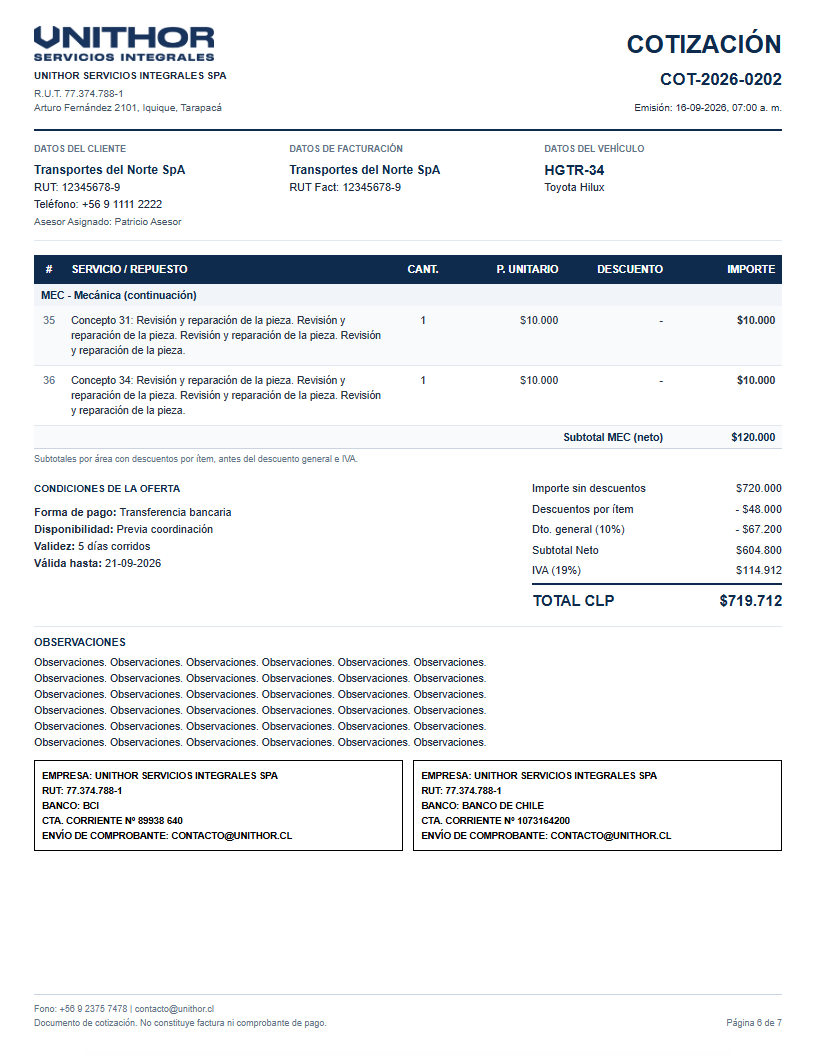 UNITHOR
SERVICIOS INTEGRALES
UNITHOR SERVICIOS INTEGRALES SPA
R.U.T. 77.374.788-1
Arturo Fernández 2101, Iquique, Tarapacá
COTIZACIÓN
COT-2026-0202
Emisión: 16-09-2026, 07:00 a. m.
DATOS DEL CLIENTE
Transportes del Norte SpA
RUT: 12345678-9
Teléfono: +56 9 1111 2222
Asesor Asignado: Patricio Asesor
DATOS DE FACTURACIÓN
Transportes del Norte SpA
RUT Fact: 12345678-9
DATOS DEL VEHÍCULO
HGTR-34
Toyota Hilux
# SERVICIO / REPUESTO CANT. P. UNITARIO DESCUENTO IMPORTE
MEC - Mecánica (continuación)
35 Concepto 31: Revisión y reparación de la pieza. Revisión y 1 $10.000 - $10.000
reparación de la pieza. Revisión y reparación de la pieza. Revisión
y reparación de la pieza.
36 Concepto 34: Revisión y reparación de la pieza. Revisión y 1 $10.000 - $10.000
reparación de la pieza. Revisión y reparación de la pieza. Revisión
y reparación de la pieza.
Subtotal MEC (neto) $120.000
Subtotales por área con descuentos por ítem, antes del descuento general e IVA.
CONDICIONES DE LA OFERTA
Forma de pago: Transferencia bancaria
Disponibilidad: Previa coordinación
Validez: 5 días corridos
Válida hasta: 21-09-2026
Importe sin descuentos $720.000
Descuentos por ítem - $48.000
Dto. general (10%) - $67.200
Subtotal Neto $604.800
IVA (19%) $114.912
TOTAL CLP $719.712
OBSERVACIONES
Observaciones. Observaciones. Observaciones. Observaciones. Observaciones. Observaciones.
Observaciones. Observaciones. Observaciones. Observaciones. Observaciones. Observaciones.
Observaciones. Observaciones. Observaciones. Observaciones. Observaciones. Observaciones.
Observaciones. Observaciones. Observaciones. Observaciones. Observaciones. Observaciones.
Observaciones. Observaciones. Observaciones. Observaciones. Observaciones. Observaciones.
Observaciones. Observaciones. Observaciones. Observaciones. Observaciones. Observaciones.
EMPRESA: UNITHOR SERVICIOS INTEGRALES SPA
RUT: 77.374.788-1
BANCO: BCI
CTA. CORRIENTE Nº 89938 640
ENVÍO DE COMPROBANTE: CONTACTO@UNITHOR.CL
EMPRESA: UNITHOR SERVICIOS INTEGRALES SPA
RUT: 77.374.788-1
BANCO: BANCO DE CHILE
CTA. CORRIENTE Nº 1073164200
ENVÍO DE COMPROBANTE: CONTACTO@UNITHOR.CL
Fono: +56 9 2375 7478 | contacto@unithor.cl
Documento de cotización. No constituye factura ni comprobante de pago.
Página 6 de 7